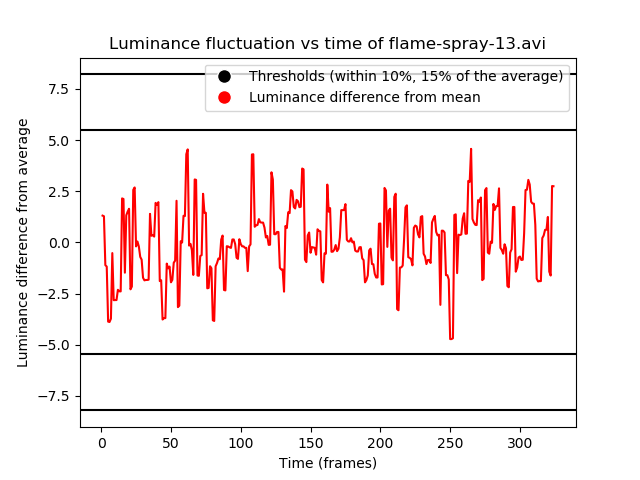 Luminance fluctuation vs time of flame-spray-13.avi
Thresholds (within 10%, 15% of the average)
Luminance difference from mean
Luminance difference from average
7.5
5.0
2.5
0.0
−2.5
−5.0
−7.5
0 50 100 150 200 250 300
Time (frames)